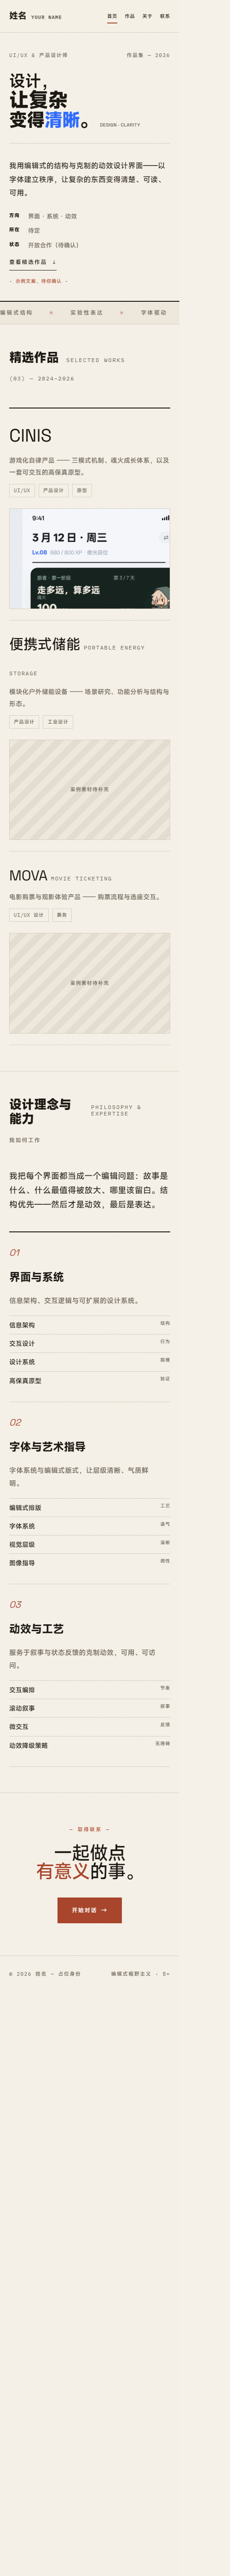 姓名 YOUR NAME
首页 作品 关于 联系
UI/UX & 产品设计师 作品集 — 2026
设计，
让复杂
变得清晰。 DESIGN·CLARITY
我用编辑式的结构与克制的动效设计界面——以
字体建立秩序，让复杂的东西变得清楚、可读、
可用。
方向 界面 · 系统 · 动效
所在 待定
状态 开放合作（待确认）
查看精选作品 ↓
· 示例文案，待你确认 ·
编辑式结构 实验性表达 字体驱动
精选作品 SELECTED WORKS
(03) — 2024–2026
CINIS
游戏化自律产品 —— 三模式机制、魂火成长体系，以及
一套可交互的高保真原型。
UI/UX 产品设计 原型
9:41
3 月 12 日 · 周三
Lv.08 680 / 800 XP
第 3 / 7 天
走多远，算多远
100
便携式储能 PORTABLE ENERGY
STORAGE
模块化户外储能设备 —— 场景研究、功能分析与结构与
形态。
产品设计 工业设计
案例素材待补充
MOVA MOVIE TICKETING
电影购票与观影体验产品 —— 购票流程与选座交互。
UI/UX 设计 票务
案例素材待补充
设计理念与
能力
PHILOSOPHY &
EXPERTISE
我如何工作
我把每个界面都当成一个编辑问题：故事是
什么、什么最值得被放大、哪里该留白。结
构优先——然后才是动效，最后是表达。
01
界面与系统
信息架构、交互逻辑与可扩展的设计系统。
信息架构 结构
交互设计 行为
设计系统
高保真原型 验证
02
字体与艺术指导
字体系统与编辑式版式，让层级清晰、气质鲜
明。
编辑式排版 工艺
字体系统 语气
视觉层级 清晰
图像指导
03
动效与工艺
服务于叙事与状态反馈的克制动效，可用、可访
问。
交互编排 节奏
滚动叙事 叙事
微交互 反馈
动效降级策略 无障碍
— 取得联系 —
一起做点
有意义的事。
开始对话 →
© 2026 姓名 — 占位身份 编辑式粗野主义 · S+